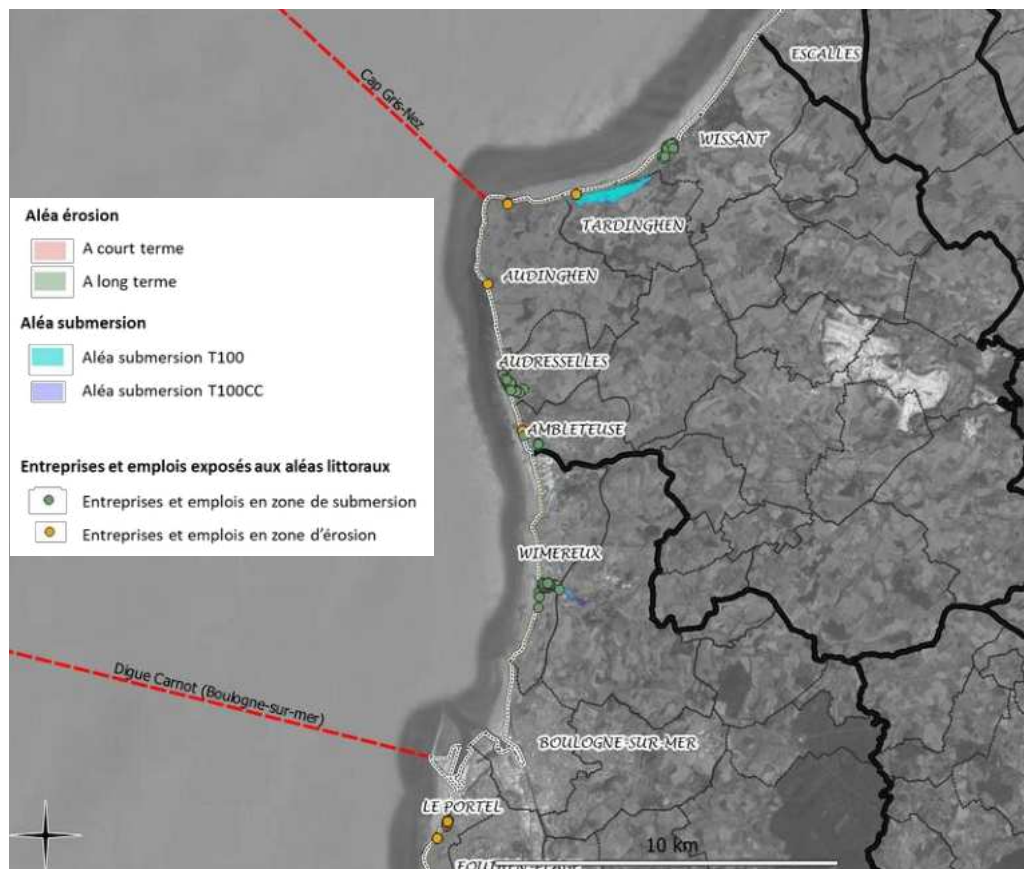 ESCALLES
Cap Gris-Nez
WISSANT
TARDINGHEN
AUDINGHEN
AUDRESSELLES
AMBLETEUSE
WIMEREUX
Digue Carnot (Boulogne-sur-mer)
BOULOGNE-SUR-MER
LE PORTEL
10 km
Aléa érosion
A court terme
A long terme
Aléa submersion
Aléa submersion T100
Aléa submersion T100CC
Entreprises et emplois exposés aux aléas littoraux
Entreprises et emplois en zone de submersion
Entreprises et emplois en zone d'érosion